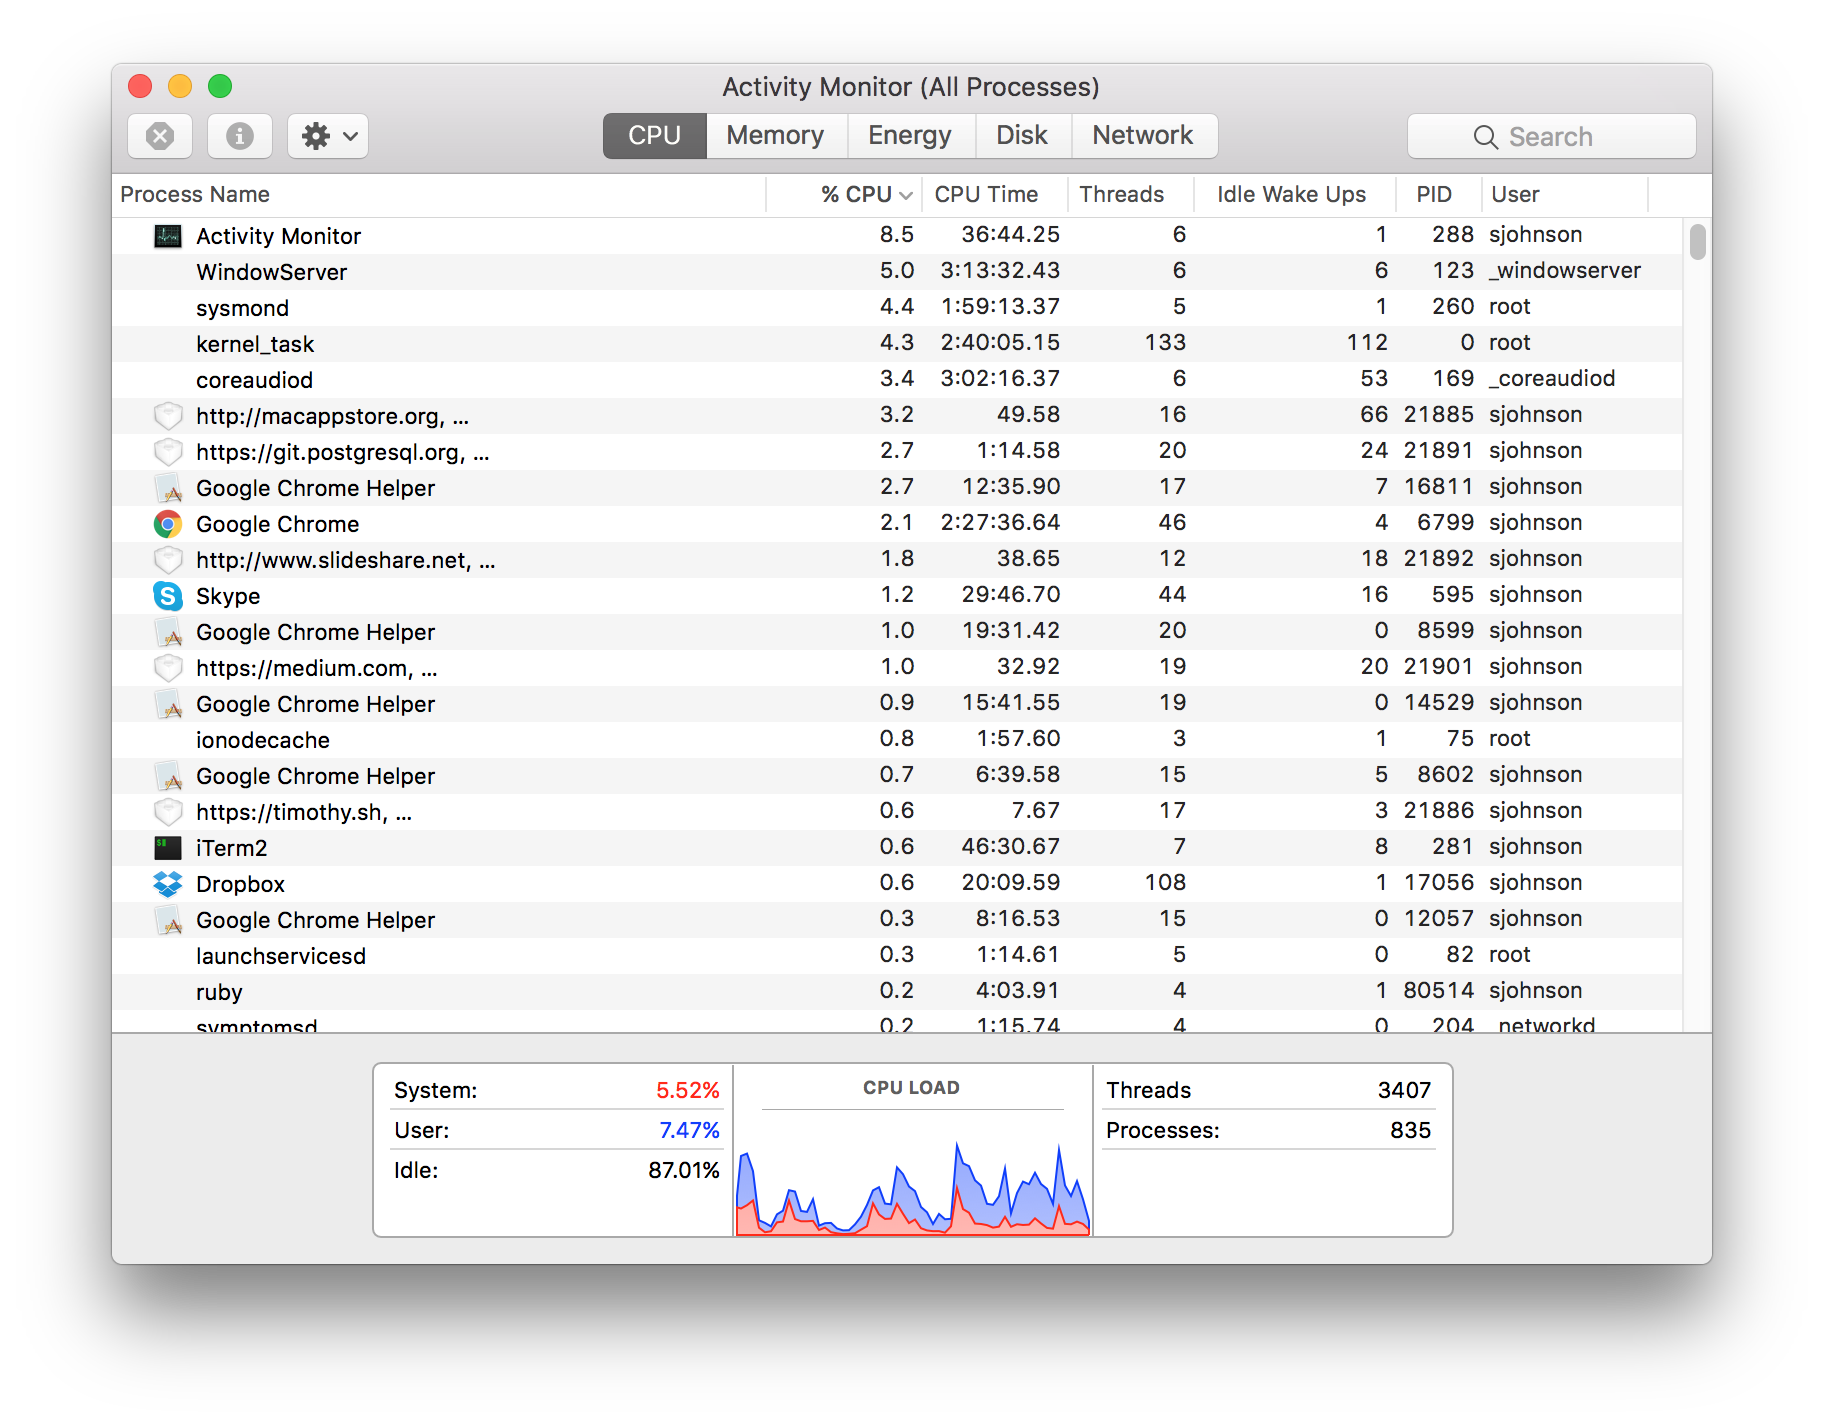 Activity Monitor (All Processes)
CPU Memory Energy Disk Network Search
Process Name % CPU CPU Time Threads Idle Wake Ups PID User
Activity Monitor 8.5 36:44.25 6 1 288 sjohnson
WindowServer 5.0 3:13:32.43 6 6 123 _windowserver
sysmond 4.4 1:59:13.37 5 1 260 root
kernel_task 4.3 2:40:05.15 133 112 0 root
coreaudiod 3.4 3:02:16.37 6 53 169 _coreaudiod
http://macappstore.org, ... 3.2 49.58 16 66 21885 sjohnson
https://git.postgresql.org, ... 2.7 1:14.58 20 24 21891 sjohnson
Google Chrome Helper 2.7 12:35.90 17 7 16811 sjohnson
Google Chrome 2.1 2:27:36.64 46 4 6799 sjohnson
http://www.slideshare.net, ... 1.8 38.65 12 18 21892 sjohnson
Skype 1.2 29:46.70 44 16 595 sjohnson
Google Chrome Helper 1.0 19:31.42 20 0 8599 sjohnson
https://medium.com, ... 1.0 32.92 19 20 21901 sjohnson
Google Chrome Helper 0.9 15:41.55 19 0 14529 sjohnson
ionodecache 0.8 1:57.60 3 1 75 root
Google Chrome Helper 0.7 6:39.58 15 5 8602 sjohnson
https://timothy.sh, ... 0.6 7.67 17 3 21886 sjohnson
iTerm2 0.6 46:30.67 7 8 281 sjohnson
Dropbox 0.6 20:09.59 108 1 17056 sjohnson
Google Chrome Helper 0.3 8:16.53 15 0 12057 sjohnson
launchservicesd 0.3 1:14.61 5 0 82 root
ruby 0.2 4:03.91 4 1 80514 sjohnson
symptomsd 0.2 1:15.74 4 0 204 _networkd
System: 5.52%
User: 7.47%
Idle: 87.01%
CPU LOAD
Threads 3407
Processes: 835